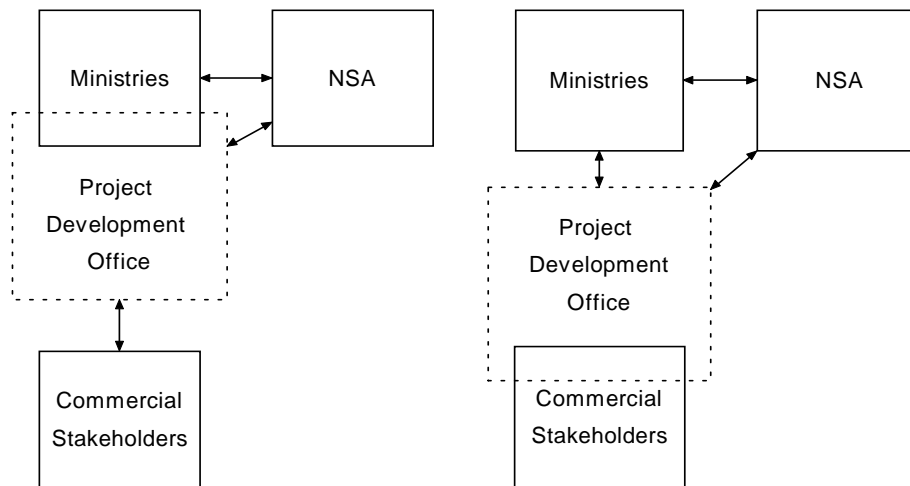 Ministries
NSA
Project
Development
Office
Commercial
Stakeholders
Ministries
NSA
Project
Development
Office
Commercial
Stakeholders